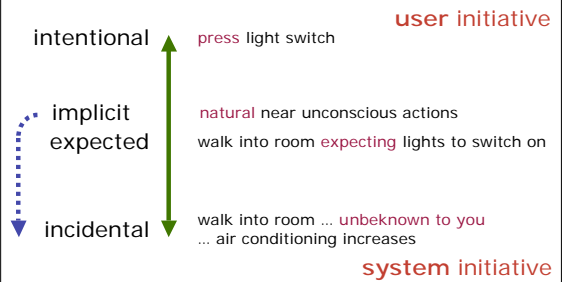 user initiative
intentional press light switch
implicit natural near unconscious actions
expected walk into room expecting lights to switch on
incidental walk into room ... unbeknown to you
... air conditioning increases
system initiative